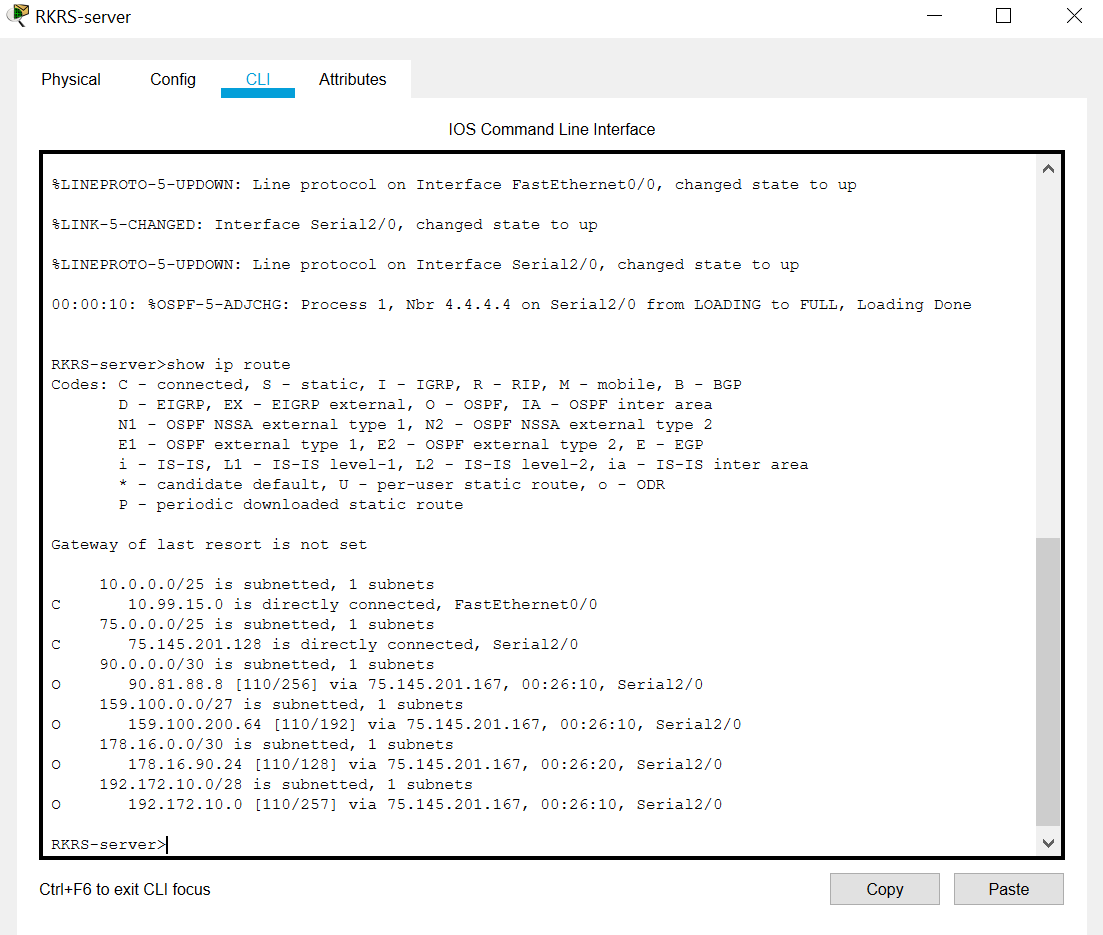 RKRS-server
Physical Config CLI Attributes
IOS Command Line Interface
%LINEPROTO-5-UPDOWN: Line protocol on Interface FastEthernet0/0, changed state to up
%LINK-5-CHANGED: Interface Serial2/0, changed state to up
%LINEPROTO-5-UPDOWN: Line protocol on Interface Serial2/0, changed state to up
00:00:10: %OSPF-5-ADJCHG: Process 1, Nbr 4.4.4.4 on Serial2/0 from LOADING to FULL, Loading Done
RKRS-server>show ip route
Codes: C - connected, S - static, I - IGRP, R - RIP, M - mobile, B - BGP
D - EIGRP, EX - EIGRP external, O - OSPF, IA - OSPF inter area
N1 - OSPF NSSA external type 1, N2 - OSPF NSSA external type 2
E1 - OSPF external type 1, E2 - OSPF external type 2, E - EGP
i - IS-IS, L1 - IS-IS level-1, L2 - IS-IS level-2, ia - IS-IS inter area
* - candidate default, U - per-user static route, o - ODR
P - periodic downloaded static route
Gateway of last resort is not set
10.0.0.0/25 is subnetted, 1 subnets
C 10.99.15.0 is directly connected, FastEthernet0/0
75.0.0.0/25 is subnetted, 1 subnets
C 75.145.201.128 is directly connected, Serial2/0
90.0.0.0/30 is subnetted, 1 subnets
O 90.81.88.8 [110/256] via 75.145.201.167, 00:26:10, Serial2/0
159.100.0.0/27 is subnetted, 1 subnets
O 159.100.200.64 [110/192] via 75.145.201.167, 00:26:10, Serial2/0
178.16.0.0/30 is subnetted, 1 subnets
O 178.16.90.24 [110/128] via 75.145.201.167, 00:26:20, Serial2/0
192.172.10.0/28 is subnetted, 1 subnets
O 192.172.10.0 [110/257] via 75.145.201.167, 00:26:10, Serial2/0
RKRS-server>
Ctrl+F6 to exit CLI focus
Copy Paste